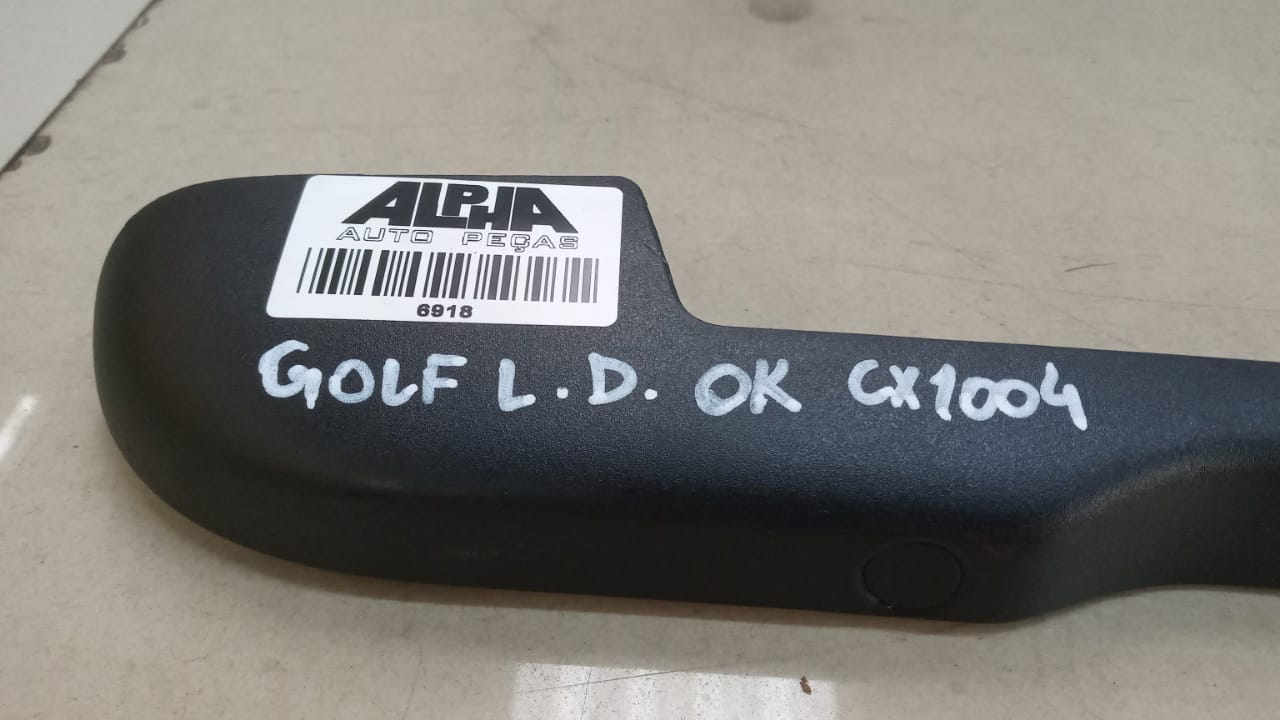 ALPHA
AUTO PEÇAS
6918
GOLF L.D. OK CX1004